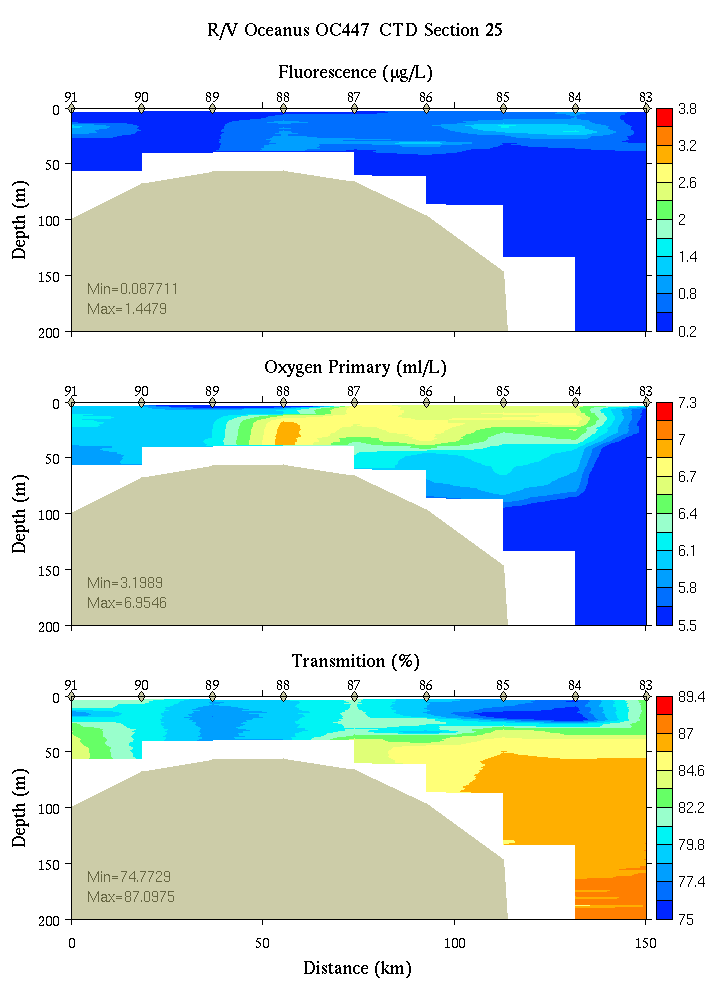 R/V Oceanus OC447 CTD Section 25
Fluorescence (µg/L)
91 90 89 88 87 86 85 84 83
0
50
100
150
200
Depth (m)
Min=0.087711
Max=1.4479
3.8
3.2
2.6
2
1.4
0.8
0.2
Oxygen Primary (ml/L)
91 90 89 88 87 86 85 84 83
0
50
100
150
200
Depth (m)
Min=3.1989
Max=6.9546
7.3
7
6.7
6.4
6.1
5.8
5.5
Transmition (%)
91 90 89 88 87 86 85 84 83
0
50
100
150
200
Depth (m)
Min=74.7729
Max=87.0975
89.4
87
84.6
82.2
79.8
77.4
75
0 50 100 150
Distance (km)